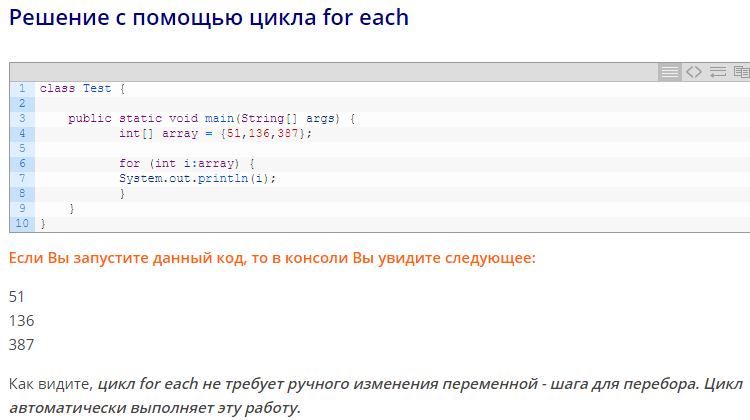 Решение с помощью цикла for each
1 class Test {
2
3 public static void main(String[] args) {
4 int[] array = {51,136,387};
5
6 for (int i:array) {
7 System.out.println(i);
8 }
9 }
10 }
Если Вы запустите данный код, то в консоли Вы увидите следующее:
51
136
387
Как видите, цикл for each не требует ручного изменения переменной - шага для перебора. Цикл
автоматически выполняет эту работу.